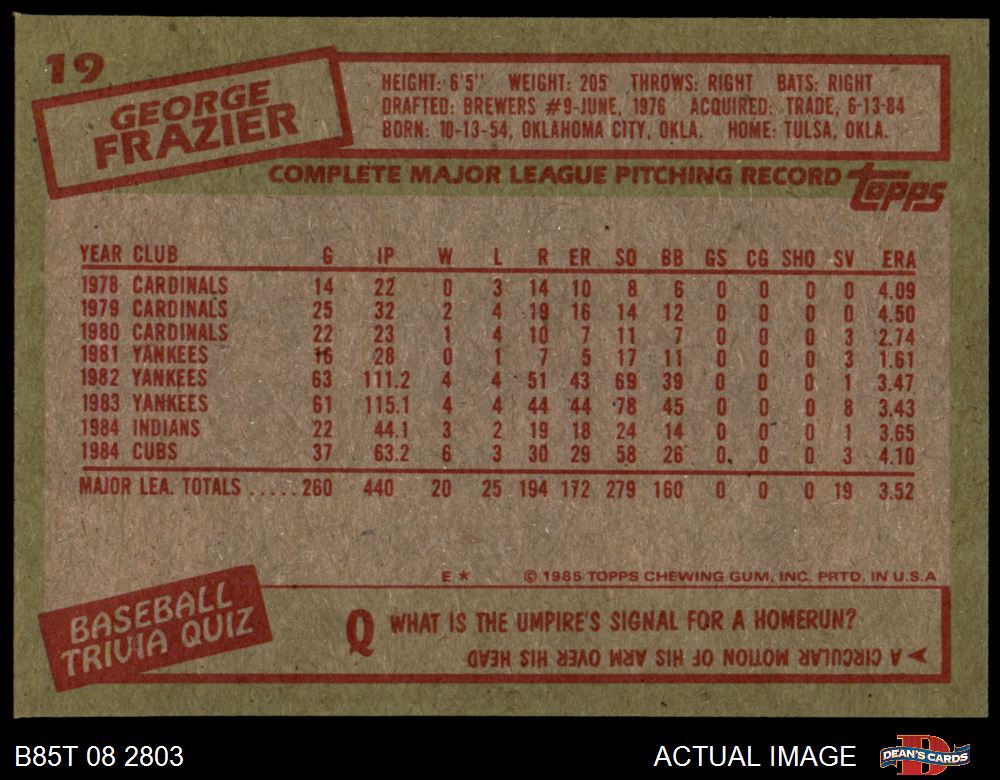 19
GEORGE
FRAZIER
HEIGHT: 6'5" WEIGHT: 205 THROWS: RIGHT BATS: RIGHT
DRAFTED: BREWERS #9-JUNE, 1976 ACQUIRED: TRADE, 6-13-84
BORN: 10-13-54, OKLAHOMA CITY, OKLA. HOME: TULSA, OKLA.
COMPLETE MAJOR LEAGUE PITCHING RECORD topps
YEAR CLUB G IP W L R ER SO BB GS CG SHO SV ERA
1978 CARDINALS 14 22 0 3 14 10 8 6 0 0 0 0 4.09
1979 CARDINALS 25 32 2 4 19 16 14 12 0 0 0 0 4.50
1980 CARDINALS 22 23 1 4 10 7 11 7 0 0 0 3 2.74
1981 YANKEES 16 28 0 1 7 5 17 11 0 0 0 3 1.61
1982 YANKEES 63 111.2 4 4 51 43 69 39 0 0 0 1 3.47
1983 YANKEES 61 115.1 4 4 44 44 78 45 0 0 0 8 3.43
1984 INDIANS 22 44.1 3 2 19 18 24 14 0 0 0 1 3.65
1984 CUBS 37 63.2 6 3 30 29 58 26 0 0 0 3 4.10
MAJOR LEA. TOTALS ..... 260 440 20 25 194 172 279 160 0 0 0 19 3.52
E * © 1985 TOPPS CHEWING GUM, INC. PRTD. IN U.S.A
BASEBALL
TRIVIA QUIZ
Q WHAT IS THE UMPIRE'S SIGNAL FOR A HOMERUN?
A CIRCULAR MOTION OF HIS ARM OVER HIS HEAD
B85T 08 2803 ACTUAL IMAGE DEAN'S CARDS